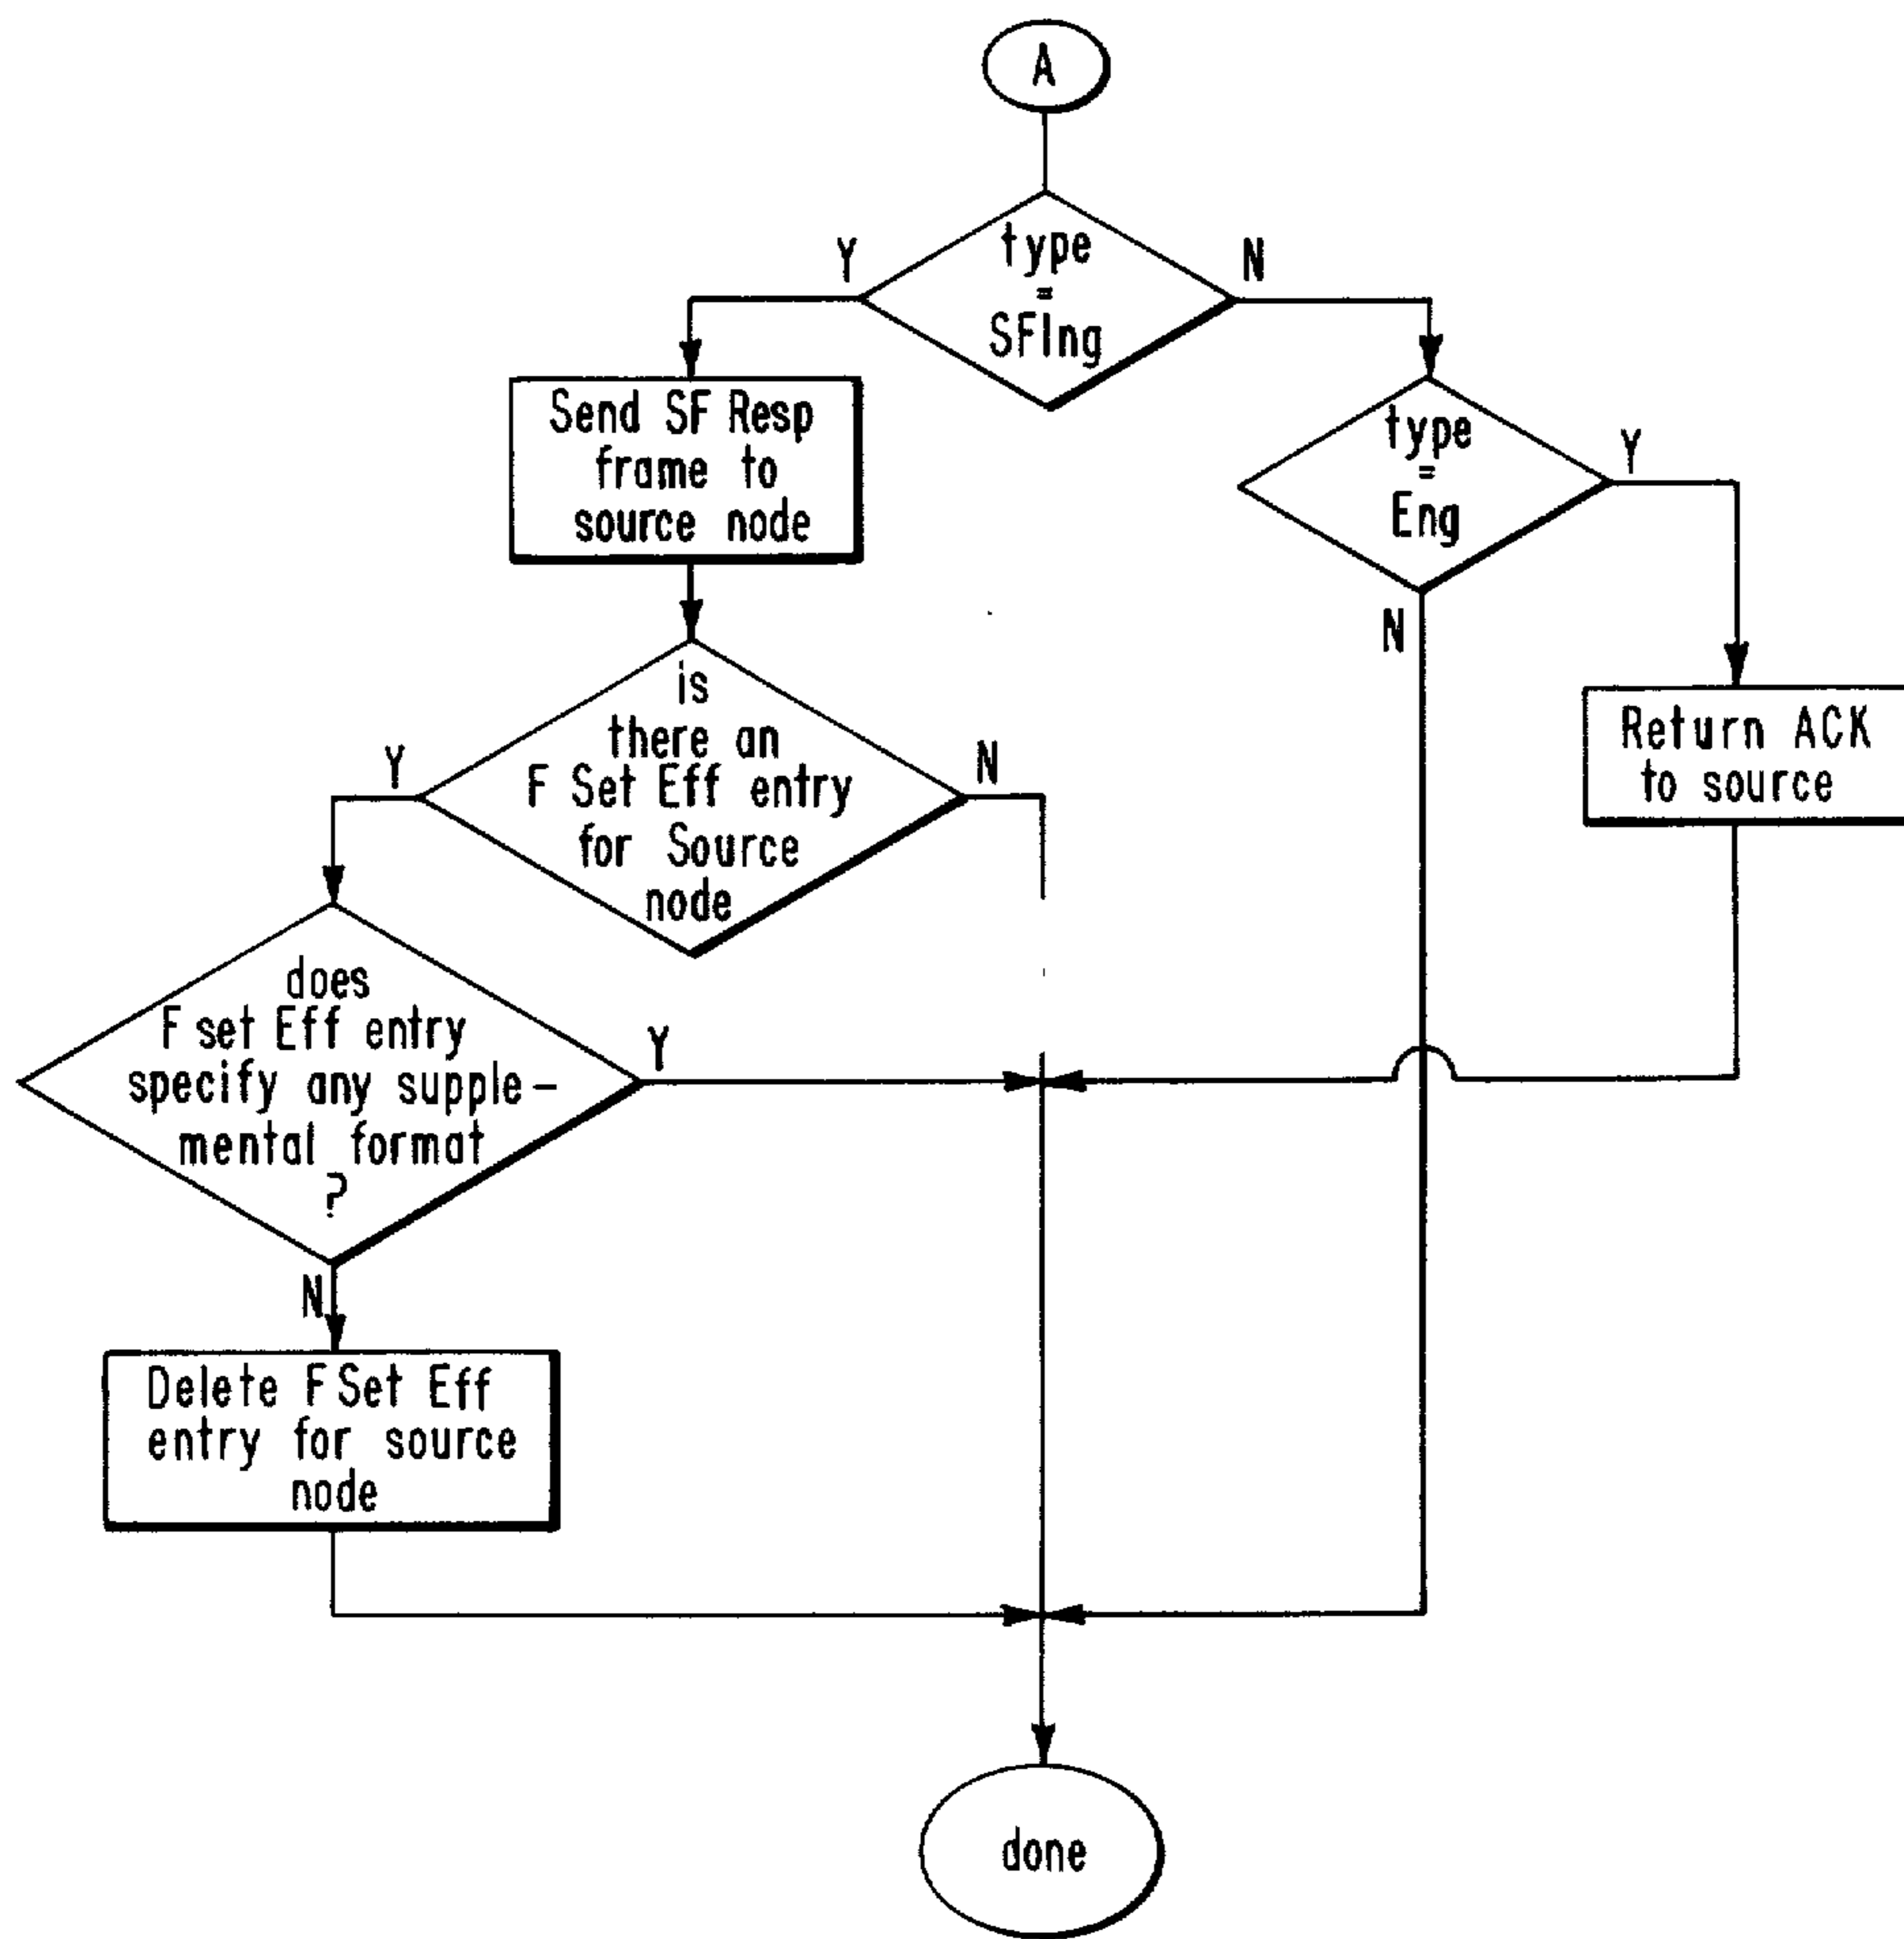 A
type
=
SFInq
Y
N
Send SF Resp
frame to
source node
type
=
Enq
Y
N
is
there an
F Set Eff entry
for Source
node
Y
N
Return ACK
to source
does
F set Eff entry
specify any supple-
mental format
?
Y
N
Delete F Set Eff
entry for source
node
done